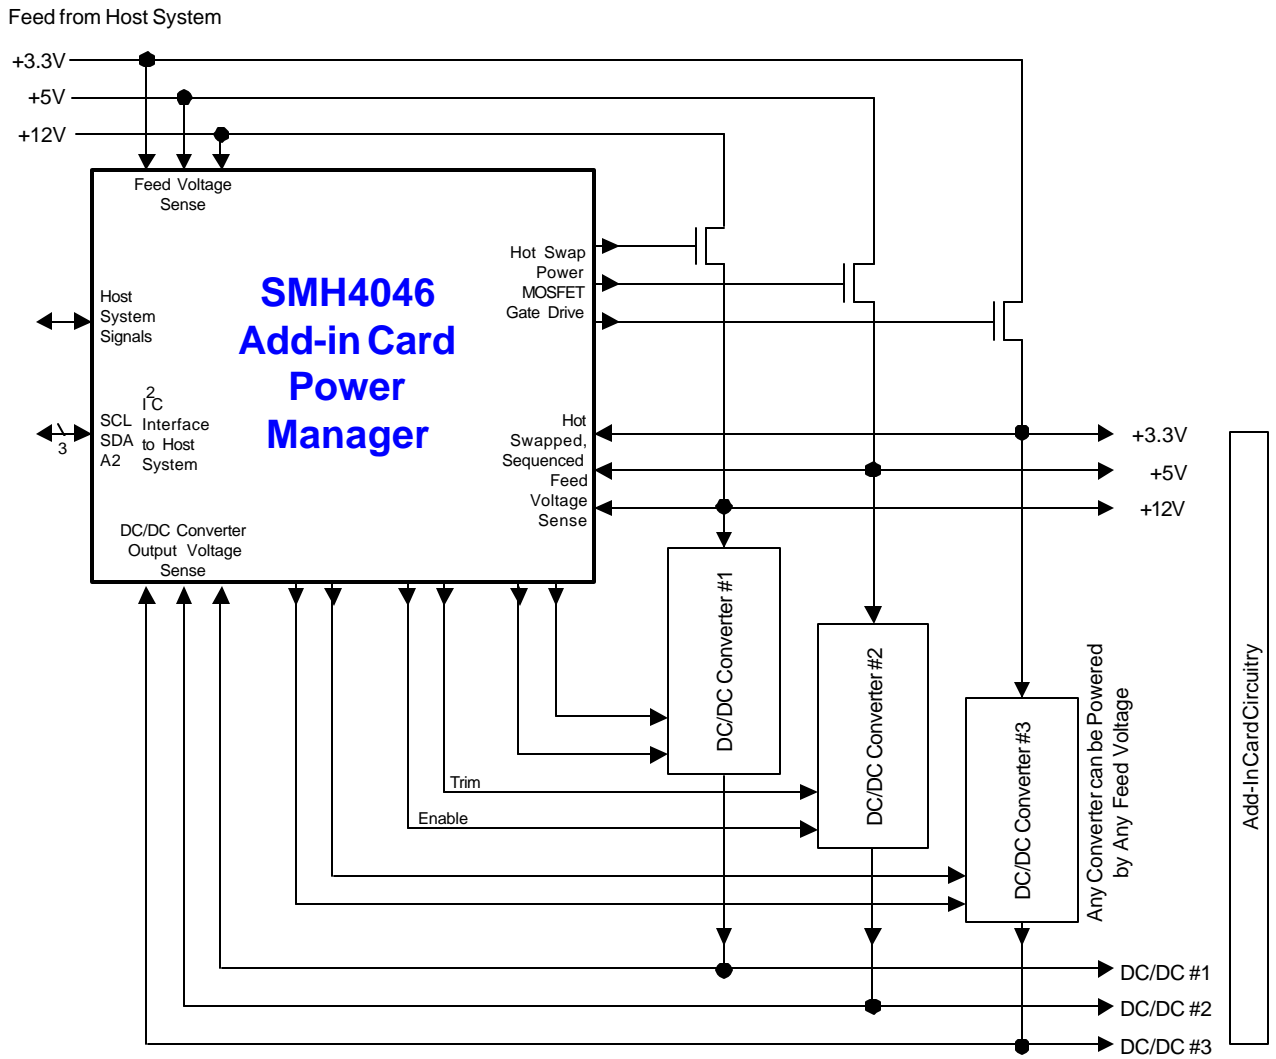 Feed from Host System
+3.3V
+5V
+12V
Feed Voltage
Sense
Hot Swap
Power
MOSFET
Gate Drive
SMH4046
Add-in Card
Power
Manager
Host
System
Signals
SCL
SDA
A2
3
I2C
Interface
to Host
System
Hot
Swapped,
Sequenced
Feed
Voltage
Sense
+3.3V
+5V
+12V
DC/DC Converter
Output Voltage
Sense
DC/DC Converter #1
DC/DC Converter #2
DC/DC Converter #3
Any Converter can be Powered
by Any Feed Voltage
Add-In Card Circuitry
Trim
Enable
DC/DC #1
DC/DC #2
DC/DC #3